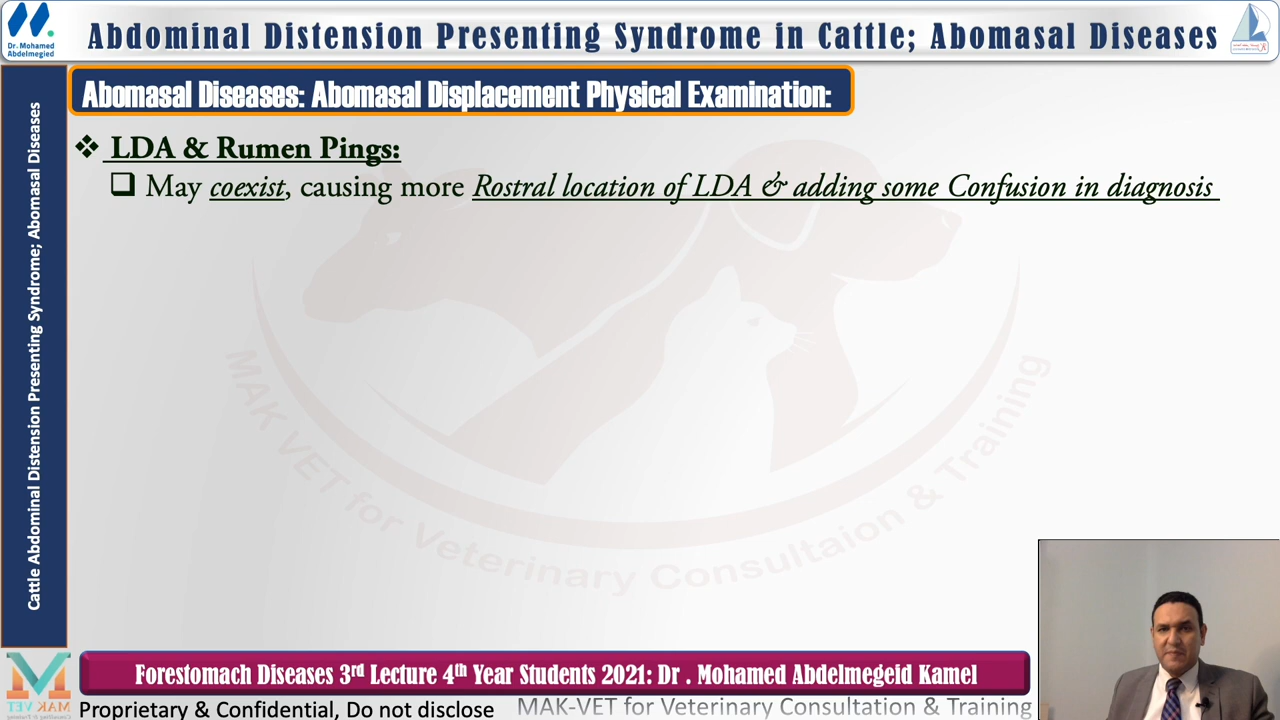 Dr. Mohamed
Abdelmegied
Abdominal Distension Presenting Syndrome in Cattle; Abomasal Diseases
Abomasal Diseases: Abomasal Displacement Physical Examination:
Cattle Abdominal Distension Presenting Syndrome; Abomasal Diseases
❖ LDA & Rumen Pings:
❑ May coexist, causing more Rostral location of LDA & adding some Confusion in diagnosis
MAK VET for Veterinary Consultaion & Training
Forestomach Diseases 3rd Lecture 4th Year Students 2021: Dr . Mohamed Abdelmegeid Kamel
MAK VET
Proprietary & Confidential, Do not disclose
MAK-VET for Veterinary Consultation & Training